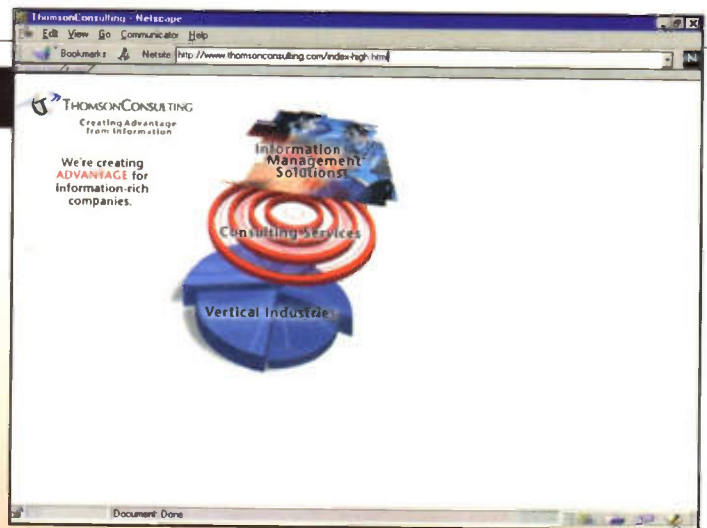 ThomsonConsulting - Netscape
File Edit View Go Communicator Help
Bookmarks Netsite http://www.thomsonconsulting.com/index-high.html
N
THOMSONCONSULTING
Creating Advantage
from Information
We're creating
ADVANTAGE for
information-rich
companies.
Information
Management
Solutions
Consulting Services
Vertical Industries
Document: Done